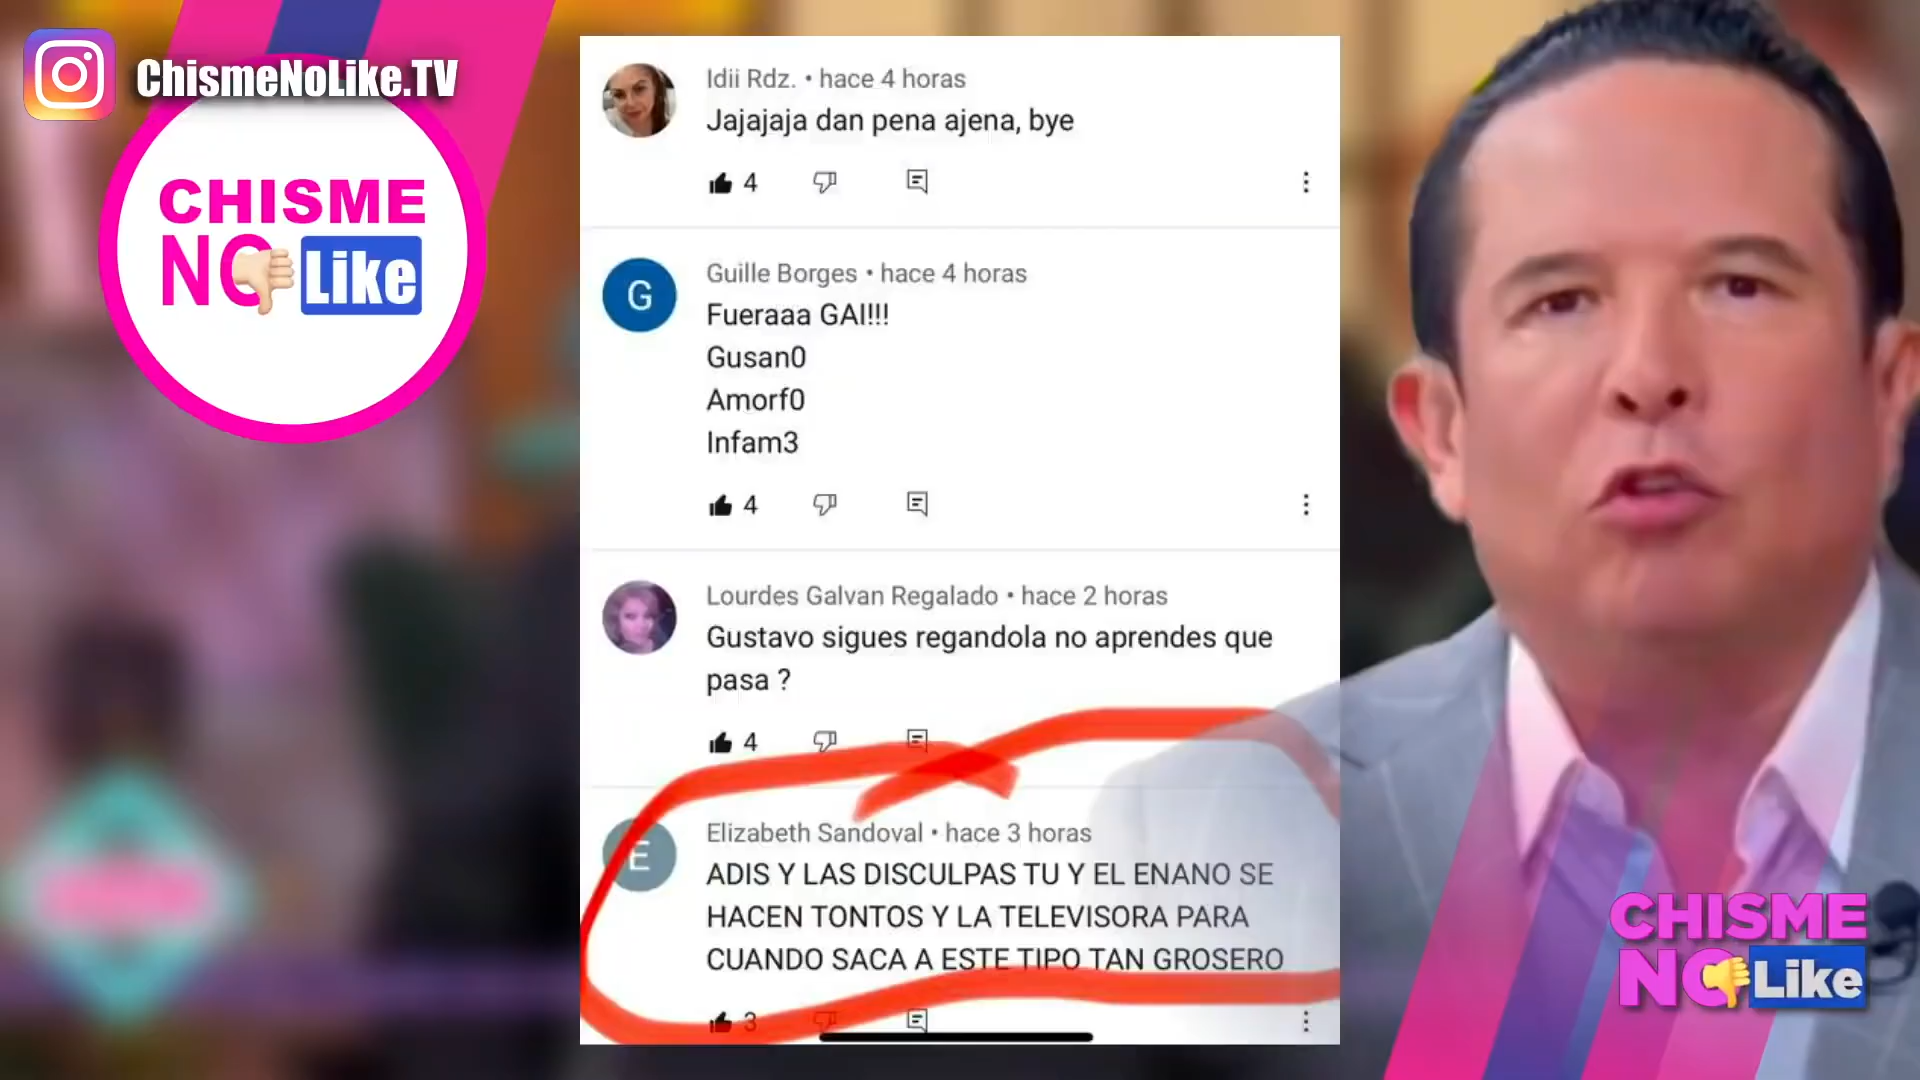 ChismeNoLike.TV
CHISME
NO Like
Idii Rdz. • hace 4 horas
Jajajaja dan pena ajena, bye
4
G
Guille Borges • hace 4 horas
Fueraaa GAI!!!
Gusan0
Amorf0
Infam3
4
Lourdes Galvan Regalado • hace 2 horas
Gustavo sigues regandola no aprendes que
pasa ?
4
E
Elizabeth Sandoval • hace 3 horas
ADIS Y LAS DISCULPAS TU Y EL ENANO SE
HACEN TONTOS Y LA TELEVISORA PARA
CUANDO SACA A ESTE TIPO TAN GROSERO
3
CHISME
NO Like